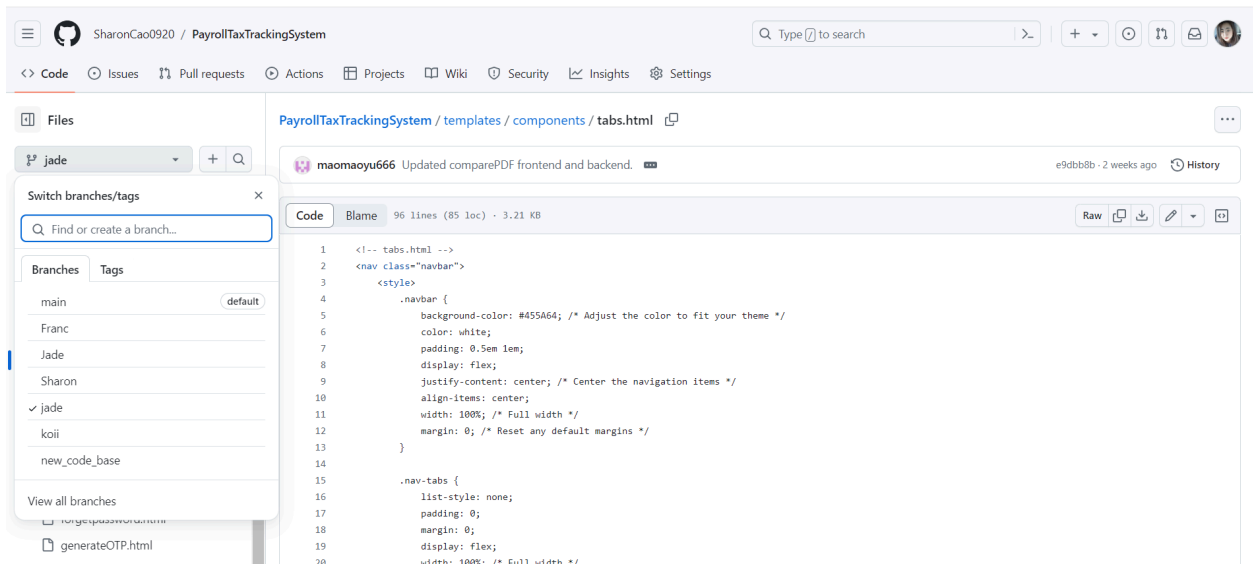 SharonCao0920 / PayrollTaxTrackingSystem
Type / to search
Code Issues Pull requests Actions Projects Wiki Security Insights Settings
Files
jade
Switch branches/tags
Find or create a branch...
Branches Tags
main default
Franc
Jade
Sharon
jade
koii
new_code_base
View all branches
forgetpassword.html
generateOTP.html
PayrollTaxTrackingSystem / templates / components / tabs.html
maomaoyu666 Updated comparePDF frontend and backend.
e9dbb8b · 2 weeks ago History
Code Blame 96 lines (85 loc) · 3.21 KB
Raw
1 <!-- tabs.html -->
2 <nav class="navbar">
3 <style>
4 .navbar {
5 background-color: #455A64; /* Adjust the color to fit your theme */
6 color: white;
7 padding: 0.5em 1em;
8 display: flex;
9 justify-content: center; /* Center the navigation items */
10 align-items: center;
11 width: 100%; /* Full width */
12 margin: 0; /* Reset any default margins */
13 }
14
15 .nav-tabs {
16 list-style: none;
17 padding: 0;
18 margin: 0;
19 display: flex;
20 width: 100%; /* Full width */